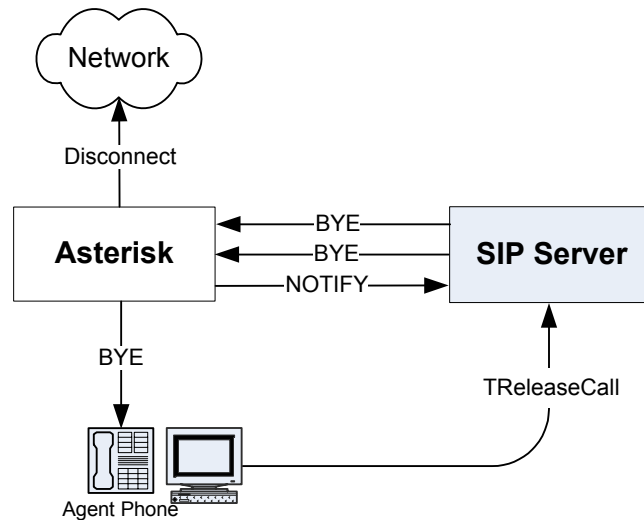 Network
Disconnect
BYE
Asterisk
BYE
SIP Server
NOTIFY
BYE
TReleaseCall
Agent Phone